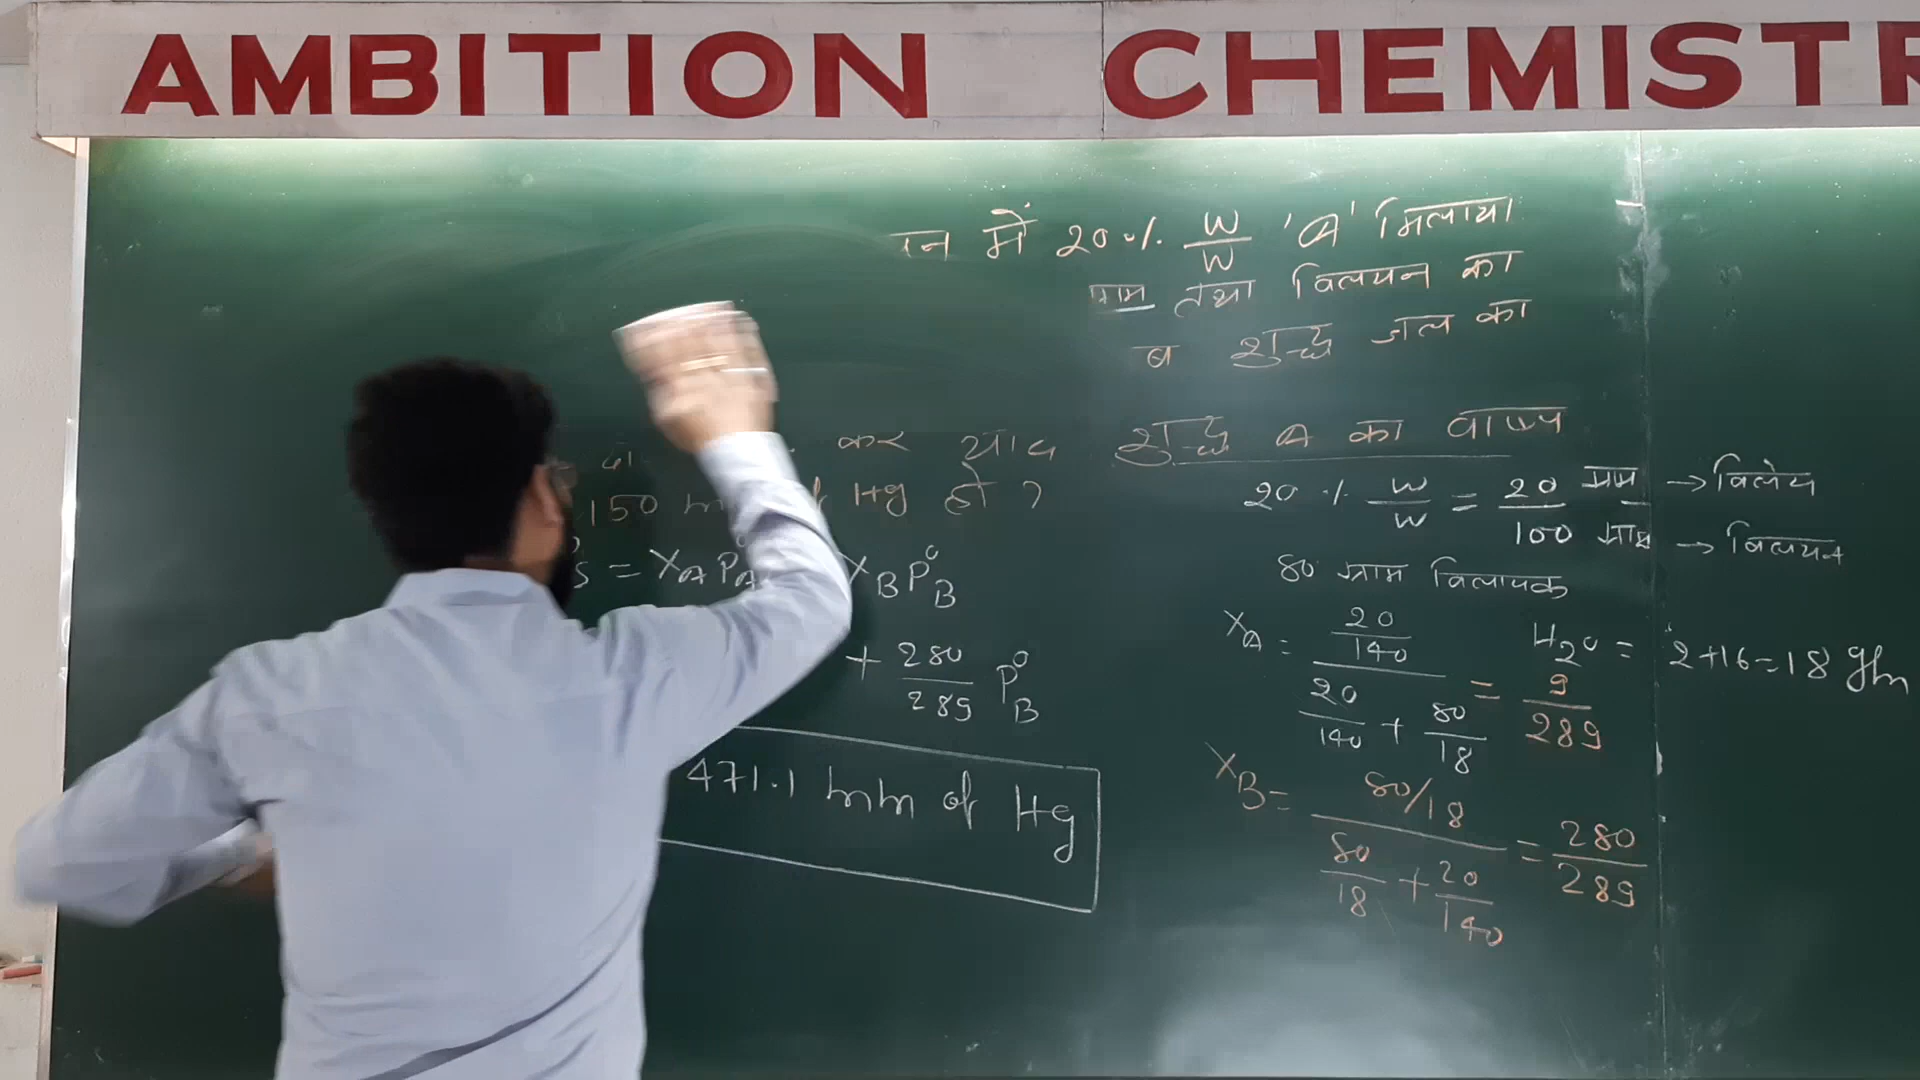 AMBITION CHEMISTR
में 20% W/W 'A' मिलाया
ग्राम तथा विलयन का
ब शुद्ध जल का
कर याद शुद्ध A का वाष्प
150 of Hg हो ?
s = XA P°A XB P°B
+ 280/289 P°B
471.1 mm of Hg
20 % w/w = 20 ग्राम → विलेय
100 ग्राम → विलयन
80 ग्राम विलायक
XA = (20/140) / (20/140 + 80/18) = 9/289
H2O = 2+16=18 gm
XB = (80/18) / (80/18 + 20/140) = 280/289